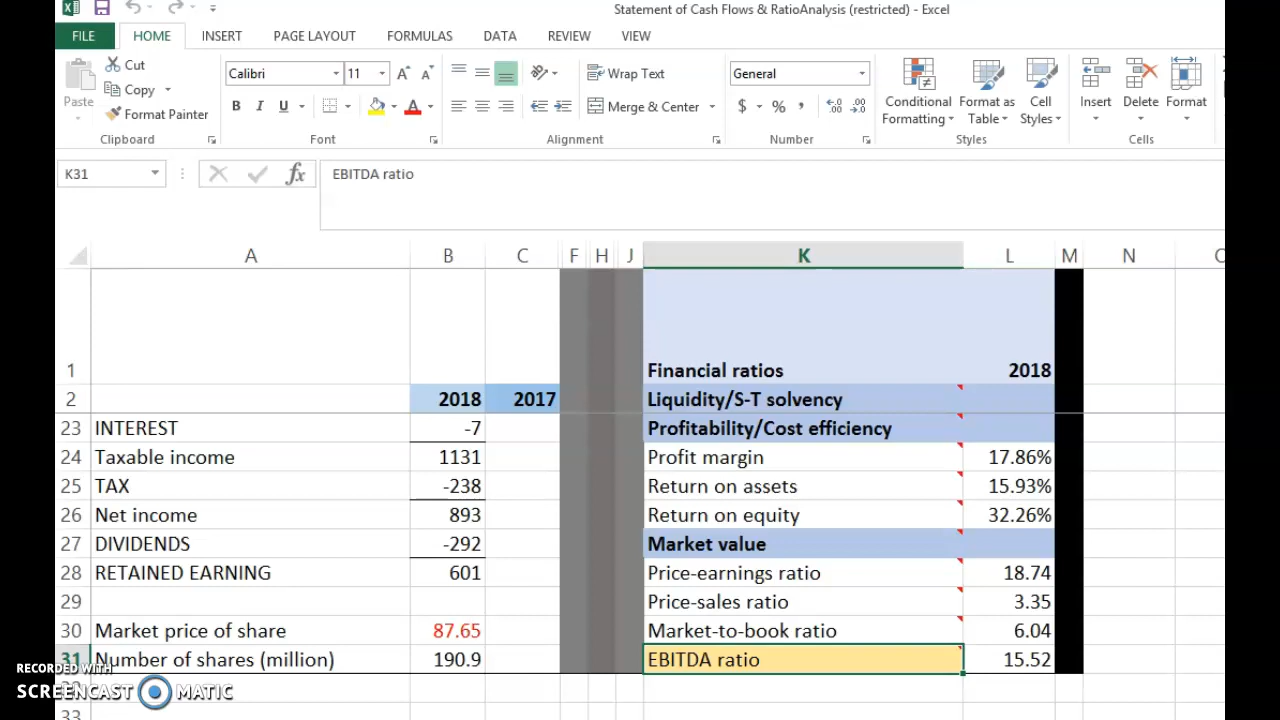 Statement of Cash Flows & RatioAnalysis (restricted) - Excel
FILE HOME INSERT PAGE LAYOUT FORMULAS DATA REVIEW VIEW
Paste
Cut
Copy
Format Painter
Clipboard
Calibri 11
B I U A
Font
Wrap Text
Merge & Center
Alignment
General
$ % ,
Number
Conditional Formatting
Format as Table
Cell Styles
Styles
Insert Delete Format
Cells
K31 fx EBITDA ratio
A B C F H J K L M N
1 Financial ratios 2018
2 2018 2017 Liquidity/S-T solvency
23 INTEREST -7 Profitability/Cost efficiency
24 Taxable income 1131 Profit margin 17.86%
25 TAX -238 Return on assets 15.93%
26 Net income 893 Return on equity 32.26%
27 DIVIDENDS -292 Market value
28 RETAINED EARNING 601 Price-earnings ratio 18.74
29 Price-sales ratio 3.35
30 Market price of share 87.65 Market-to-book ratio 6.04
31 Number of shares (million) 190.9 EBITDA ratio 15.52
33
RECORDED WITH
SCREENCAST MATIC